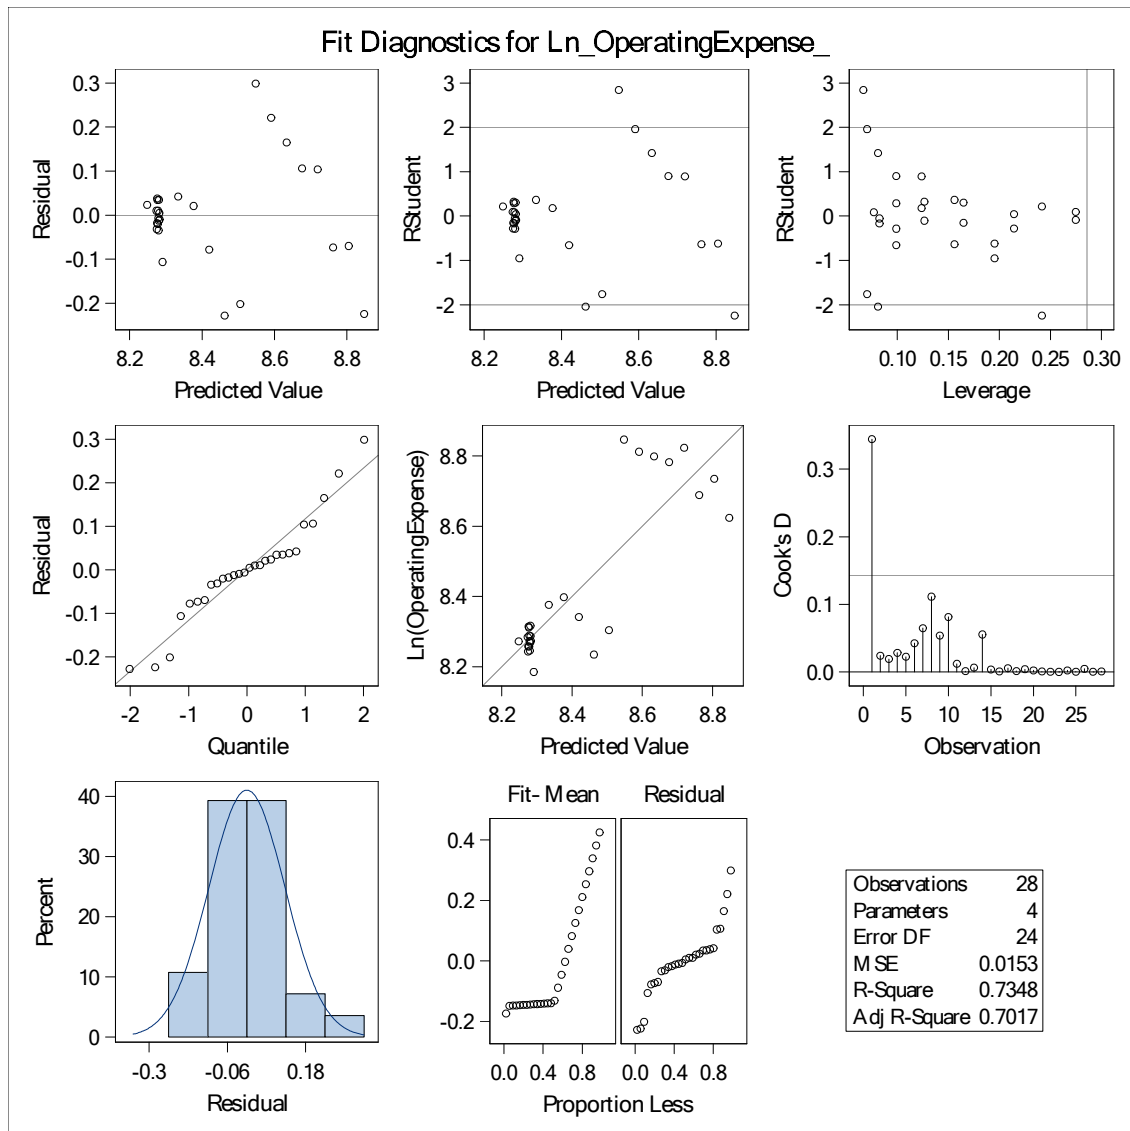 Fit Diagnostics for Ln_OperatingExpense_
0.3
0.2
0.1
0.0
-0.1
-0.2
Residual
8.2 8.4 8.6 8.8
Predicted Value
3
2
1
0
-1
-2
RStudent
8.2 8.4 8.6 8.8
Predicted Value
3
2
1
0
-1
-2
RStudent
0.10 0.15 0.20 0.25 0.30
Leverage
0.3
0.2
0.1
0.0
-0.1
-0.2
Residual
-2 -1 0 1 2
Quantile
8.8
8.6
8.4
8.2
Ln(OperatingExpense)
8.2 8.4 8.6 8.8
Predicted Value
0.3
0.2
0.1
0.0
Cook's D
0 5 10 15 20 25
Observation
40
30
20
10
0
Percent
-0.3 -0.06 0.18
Residual
Fit-Mean Residual
0.4
0.2
0.0
-0.2
0.0 0.4 0.8 0.0 0.4 0.8
Proportion Less
Observations 28
Parameters 4
Error DF 24
MSE 0.0153
R-Square 0.7348
Adj R-Square 0.7017